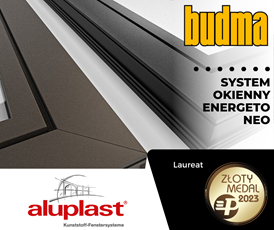 budma
SYSTEM
OKIENNY
ENERGETO
NEO
Laureat
ZŁOTY
MEDAL
2023
aluplast®
Kunststoff-Fenstersysteme